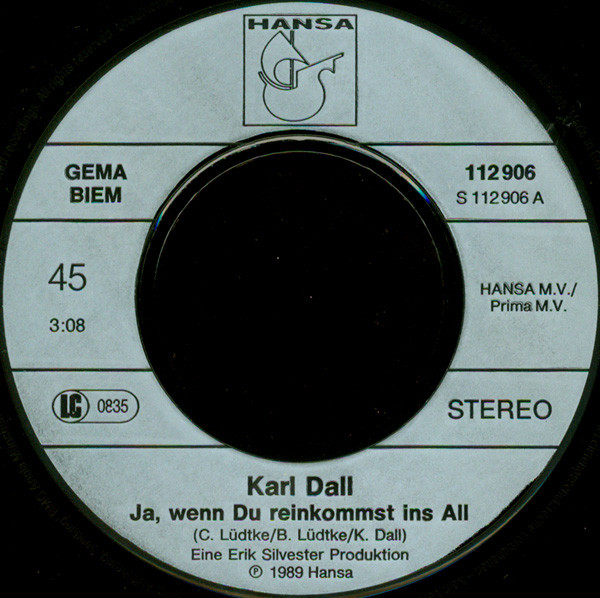 HANSA
GEMA
BIEM
112 906
S 112 906 A
45
3:08
HANSA M.V./
Prima M.V.
LC 0835
STEREO
Karl Dall
Ja, wenn Du reinkommst ins All
(C. Lüdtke/B. Lüdtke/K. Dall)
Eine Erik Silvester Produktion
℗ 1989 Hansa